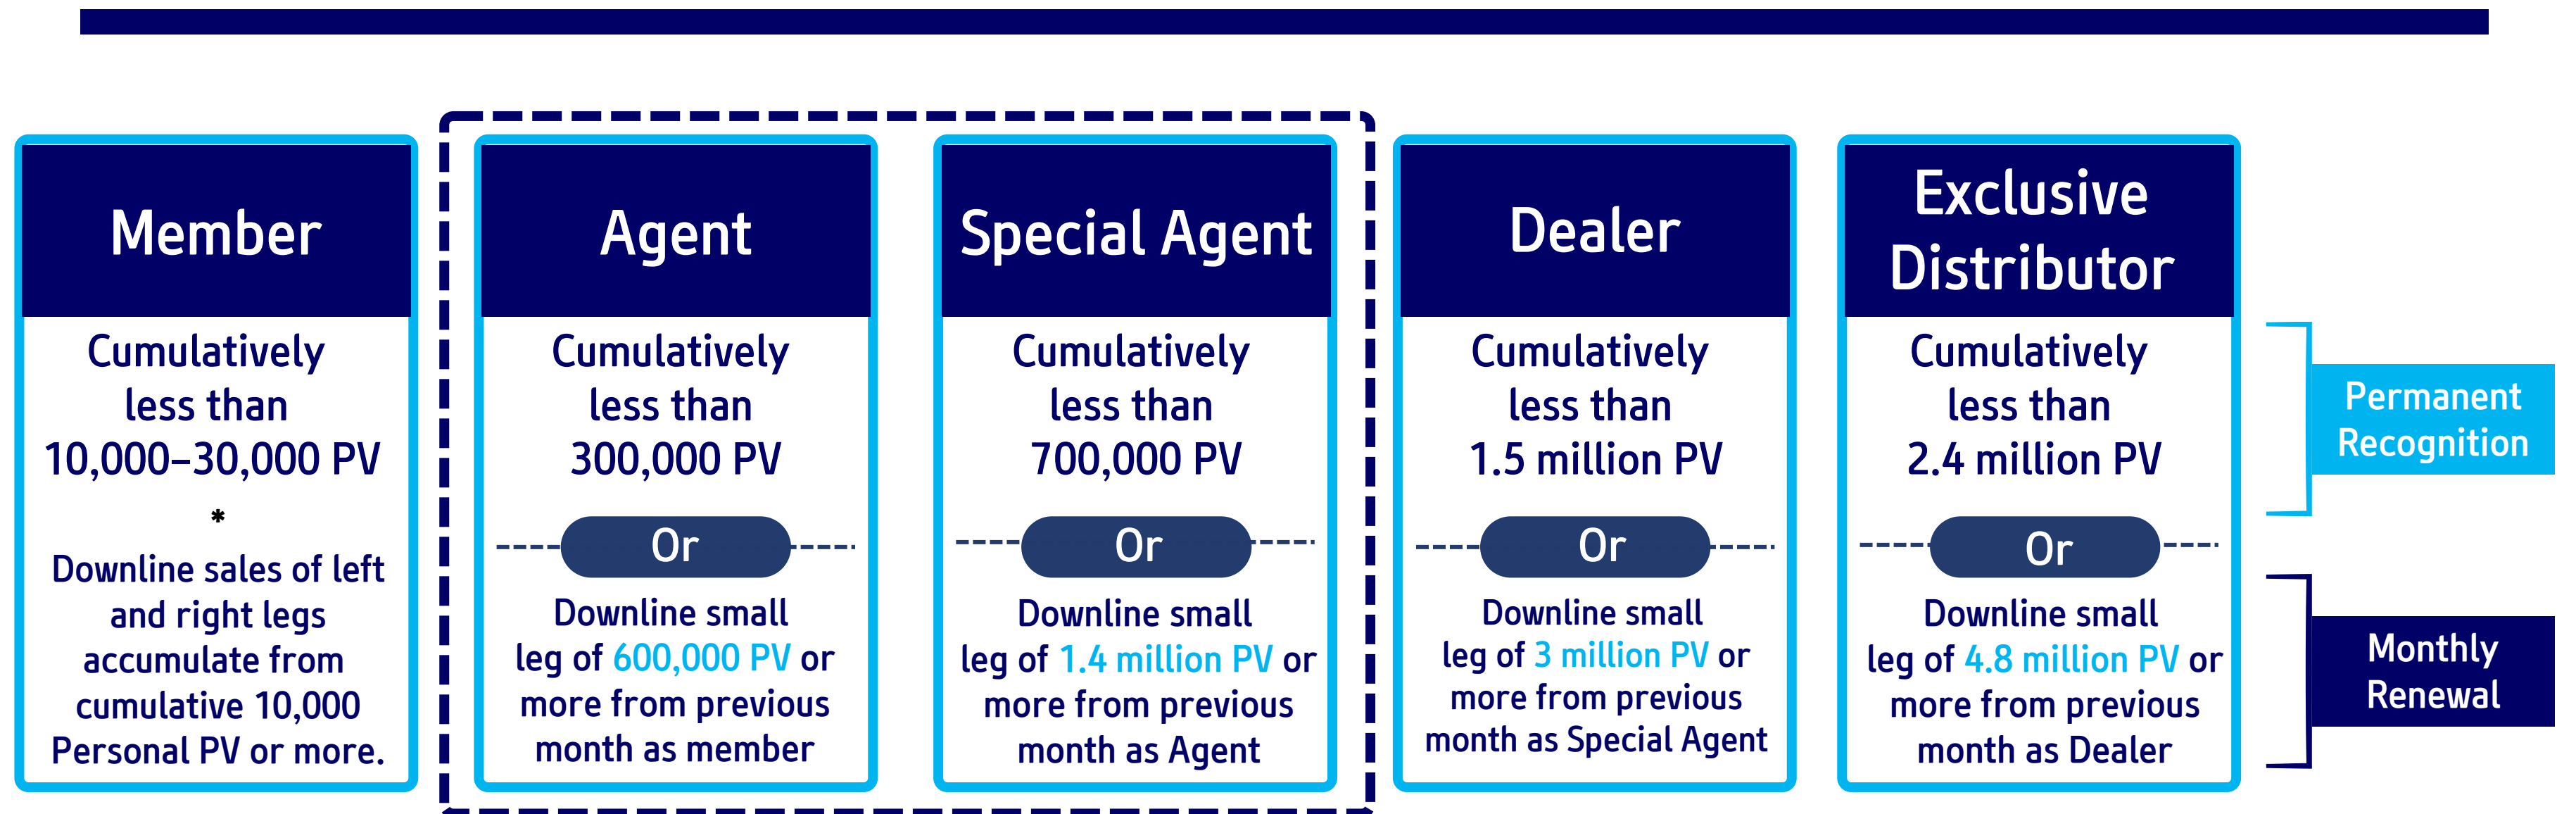 Member
Cumulatively
less than
10,000–30,000 PV
*
Downline sales of left
and right legs
accumulate from
cumulative 10,000
Personal PV or more.
Agent
Cumulatively
less than
300,000 PV
Or
Downline small
leg of 600,000 PV or
more from previous
month as member
Special Agent
Cumulatively
less than
700,000 PV
Or
Downline small
leg of 1.4 million PV or
more from previous
month as Agent
Dealer
Cumulatively
less than
1.5 million PV
Or
Downline small
leg of 3 million PV or
more from previous
month as Special Agent
Exclusive
Distributor
Cumulatively
less than
2.4 million PV
Or
Downline small
leg of 4.8 million PV or
more from previous
month as Dealer
Permanent
Recognition
Monthly
Renewal